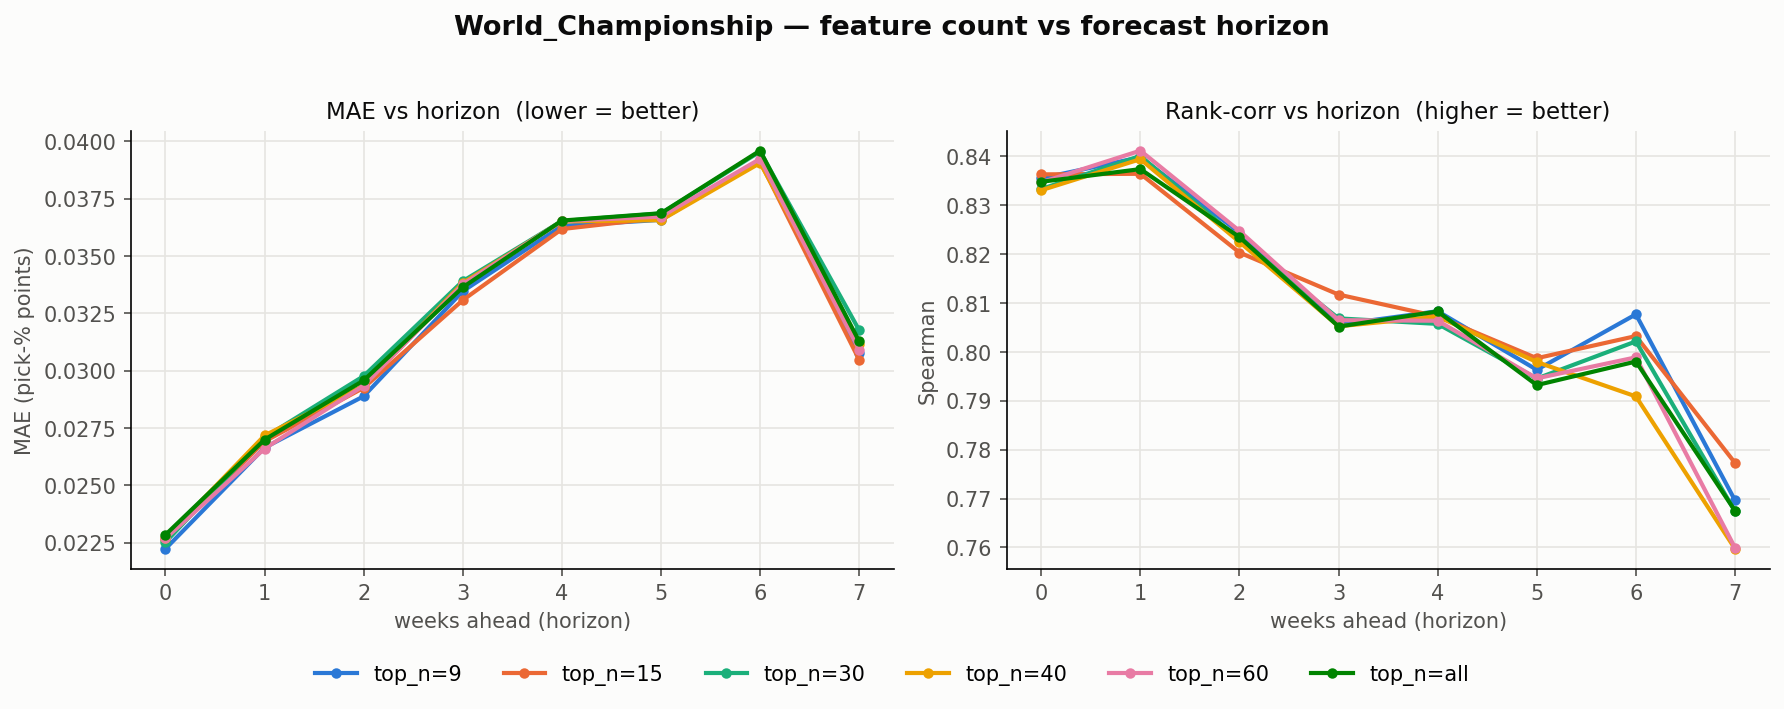 World_Championship — feature count vs forecast horizon
MAE vs horizon  (lower = better)
MAE (pick-% points)
0.0400
0.0375
0.0350
0.0325
0.0300
0.0275
0.0250
0.0225
0 1 2 3 4 5 6 7
weeks ahead (horizon)
Rank-corr vs horizon  (higher = better)
Spearman
0.84
0.83
0.82
0.81
0.80
0.79
0.78
0.77
0.76
0 1 2 3 4 5 6 7
weeks ahead (horizon)
top_n=9 top_n=15 top_n=30 top_n=40 top_n=60 top_n=all